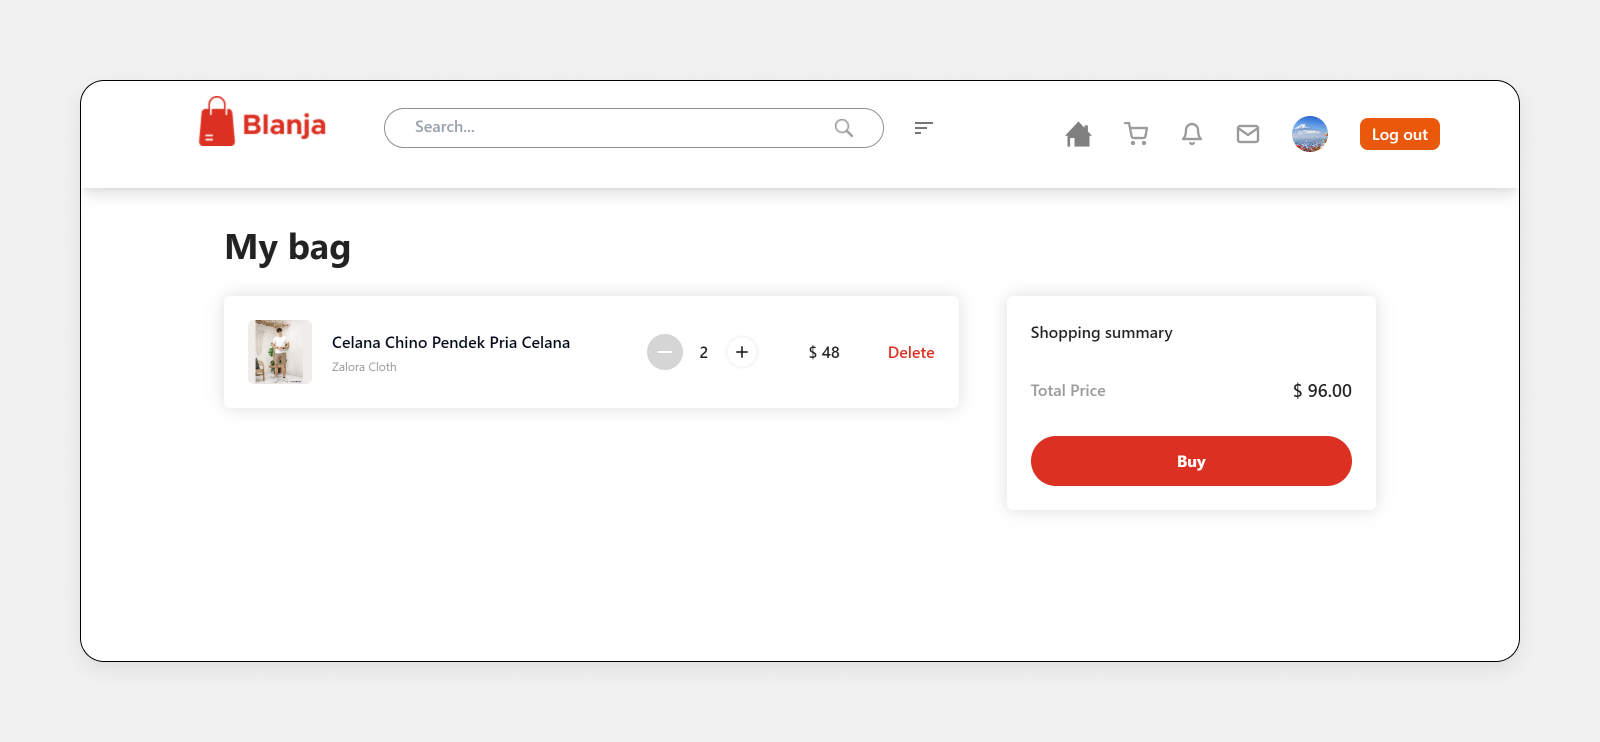 Blanja
Search...
Log out
My bag
Celana Chino Pendek Pria Celana
Zalora Cloth
2
$ 48
Delete
Shopping summary
Total Price
$ 96.00
Buy